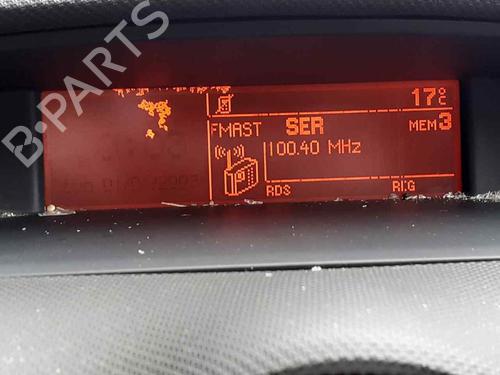 17°C
FMAST SER MEM3
100.40 MHz
RDS REG
B-PARTS